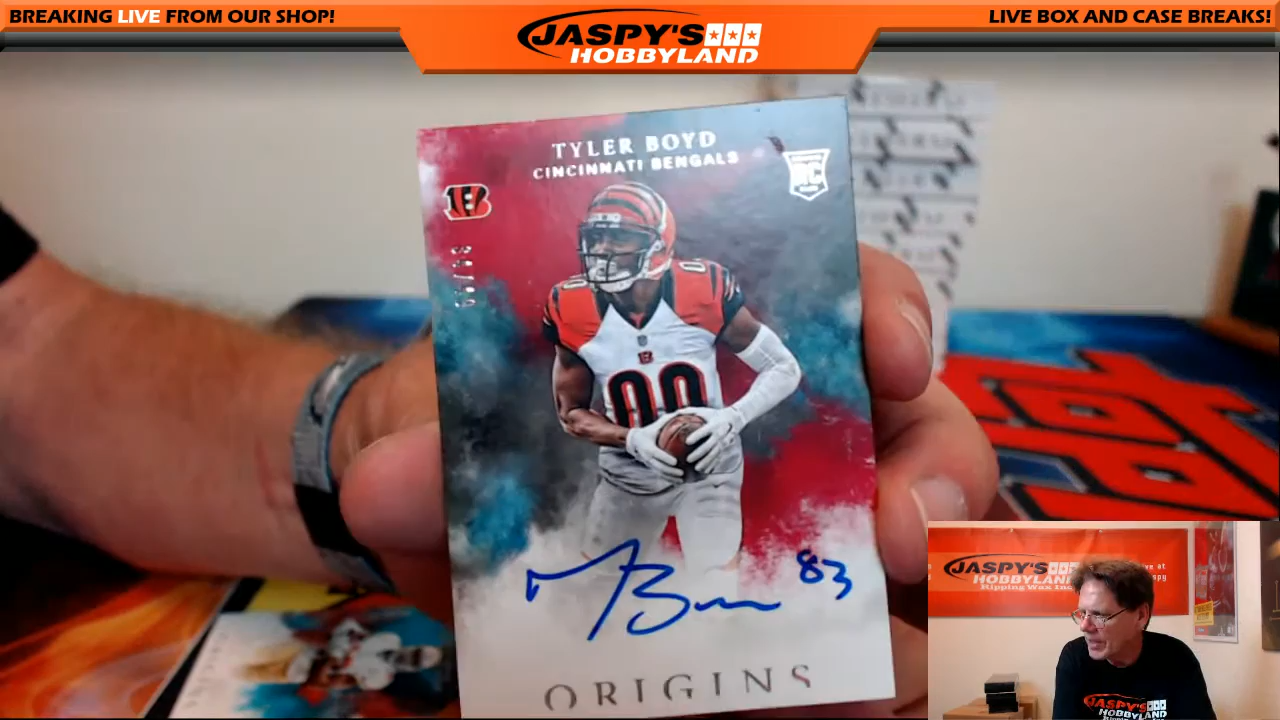 BREAKING LIVE FROM OUR SHOP!
JASPY'S
HOBBYLAND
LIVE BOX AND CASE BREAKS!
TYLER BOYD
CINCINNATI BENGALS
RC
00
83
ORIGINS
JASPY'S
HOBBYLAND
Ripping Wax Inc
JASPY'S
HOBBYLAND